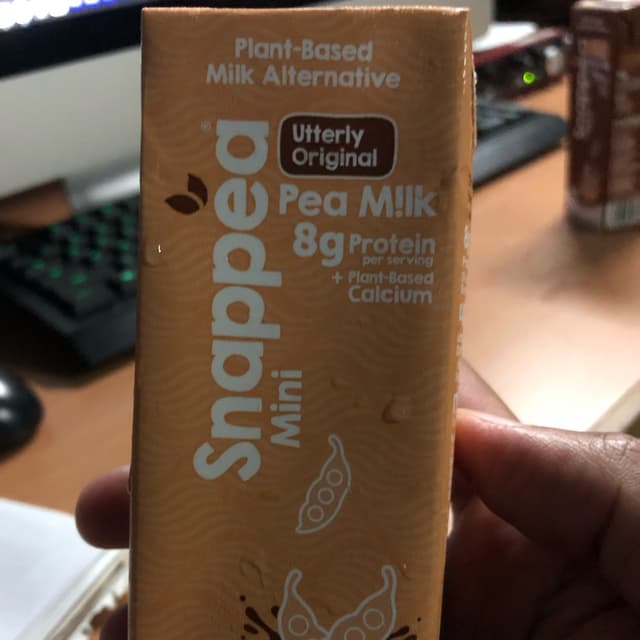 Plant-Based
Milk Alternative
Snappea®
Mini
Utterly
Original
Pea M!lk
8g Protein
per serving
+ Plant-Based
Calcium